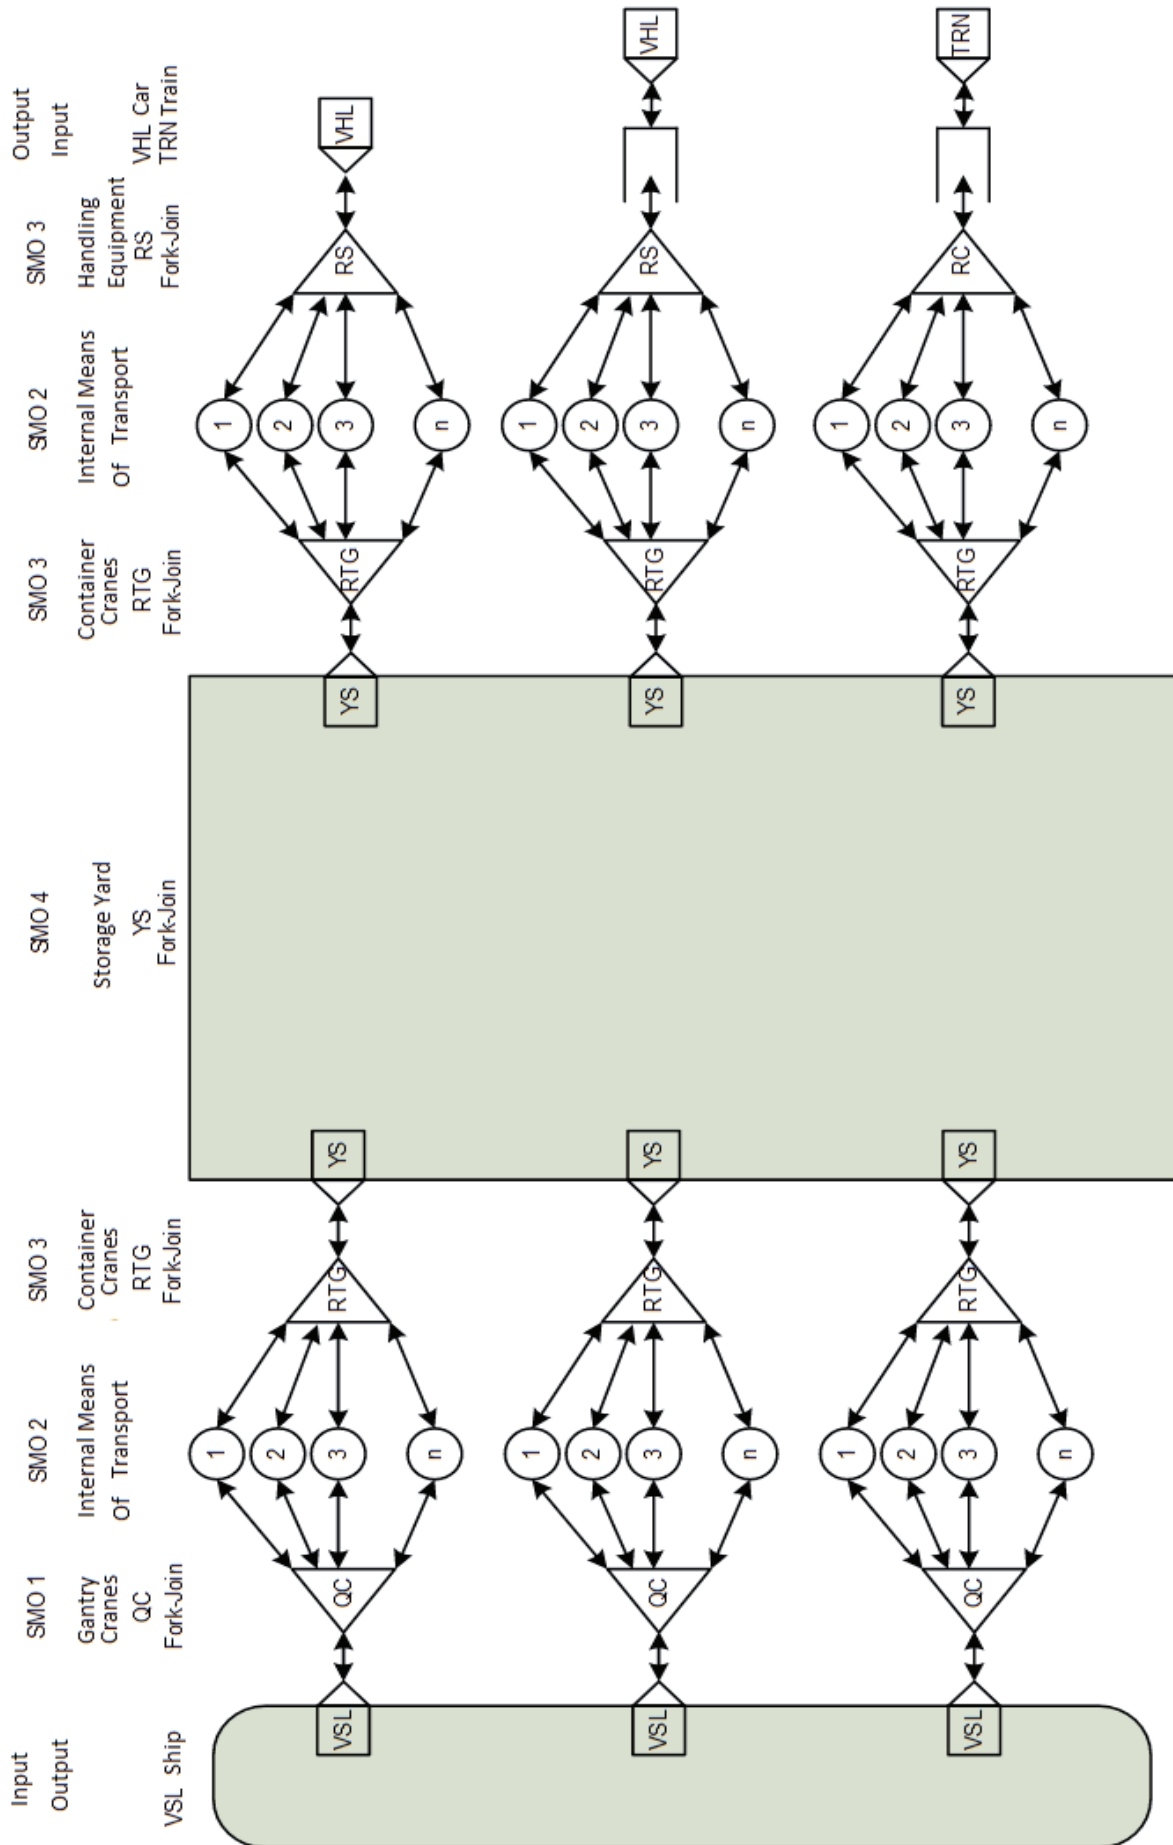 Input
Output
VSL Ship
SMO 1
Gantry
Cranes
QC
Fork-Join
SMO 2
Internal Means
Of Transport
SMO 3
Container
Cranes
RTG
Fork-Join
SMO 4
Storage Yard
YS
Fork-Join
SMO 3
Container
Cranes
RTG
Fork-Join
SMO 2
Internal Means
Of Transport
SMO 3
Handling
Equipment
RS
Fork-Join
Output
Input
VHL Car
TRN Train
VSL
QC
1
2
3
n
RTG
YS
YS
RTG
1
2
3
n
RS
VHL
VSL
QC
1
2
3
n
RTG
YS
YS
RTG
1
2
3
n
RS
VHL
VSL
QC
1
2
3
n
RTG
YS
YS
RTG
1
2
3
n
RC
TRN